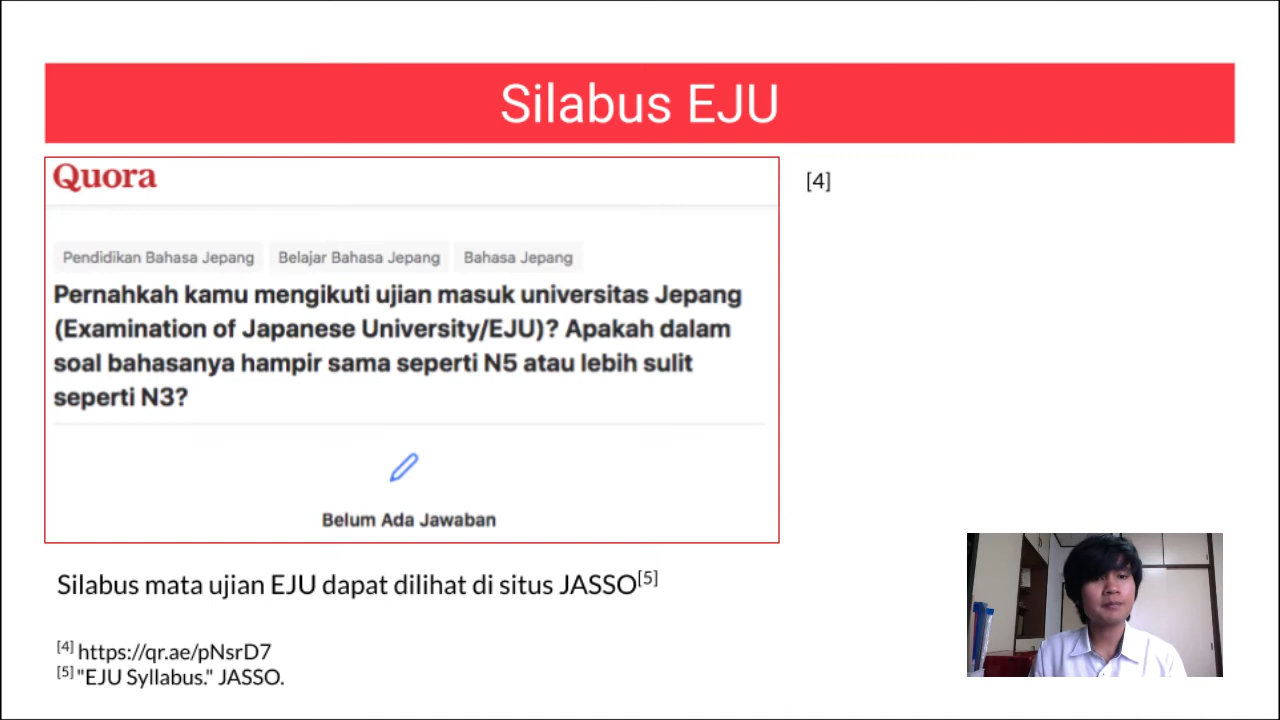 Silabus EJU
Quora
[4]
Pendidikan Bahasa Jepang Belajar Bahasa Jepang Bahasa Jepang
Pernahkah kamu mengikuti ujian masuk universitas Jepang
(Examination of Japanese University/EJU)? Apakah dalam
soal bahasanya hampir sama seperti N5 atau lebih sulit
seperti N3?
Belum Ada Jawaban
Silabus mata ujian EJU dapat dilihat di situs JASSO[5]
[4] https://qr.ae/pNsrD7
[5] "EJU Syllabus." JASSO.